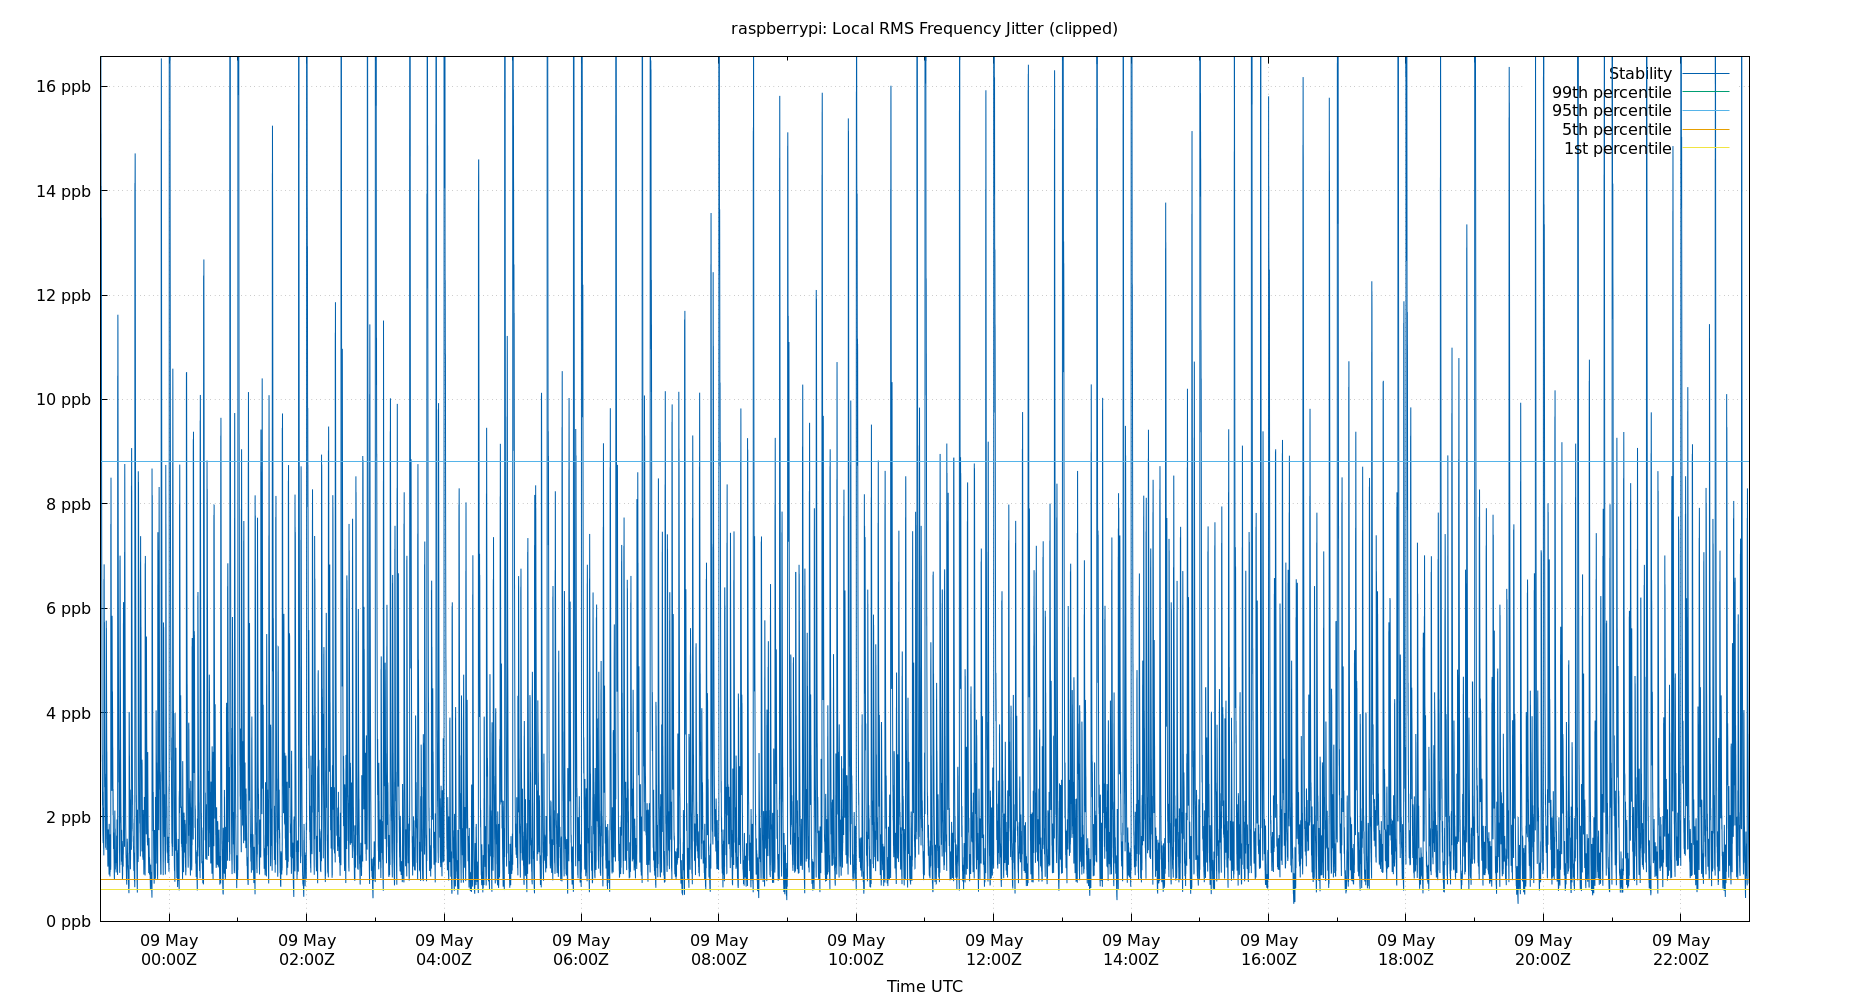 raspberrypi: Local RMS Frequency Jitter (clipped)
Stability
99th percentile
95th percentile
5th percentile
1st percentile
16 ppb
14 ppb
12 ppb
10 ppb
8 ppb
6 ppb
4 ppb
2 ppb
0 ppb
09 May 09 May 09 May 09 May 09 May 09 May 09 May 09 May 09 May 09 May 09 May 09 May
00:00Z 02:00Z 04:00Z 06:00Z 08:00Z 10:00Z 12:00Z 14:00Z 16:00Z 18:00Z 20:00Z 22:00Z
Time UTC